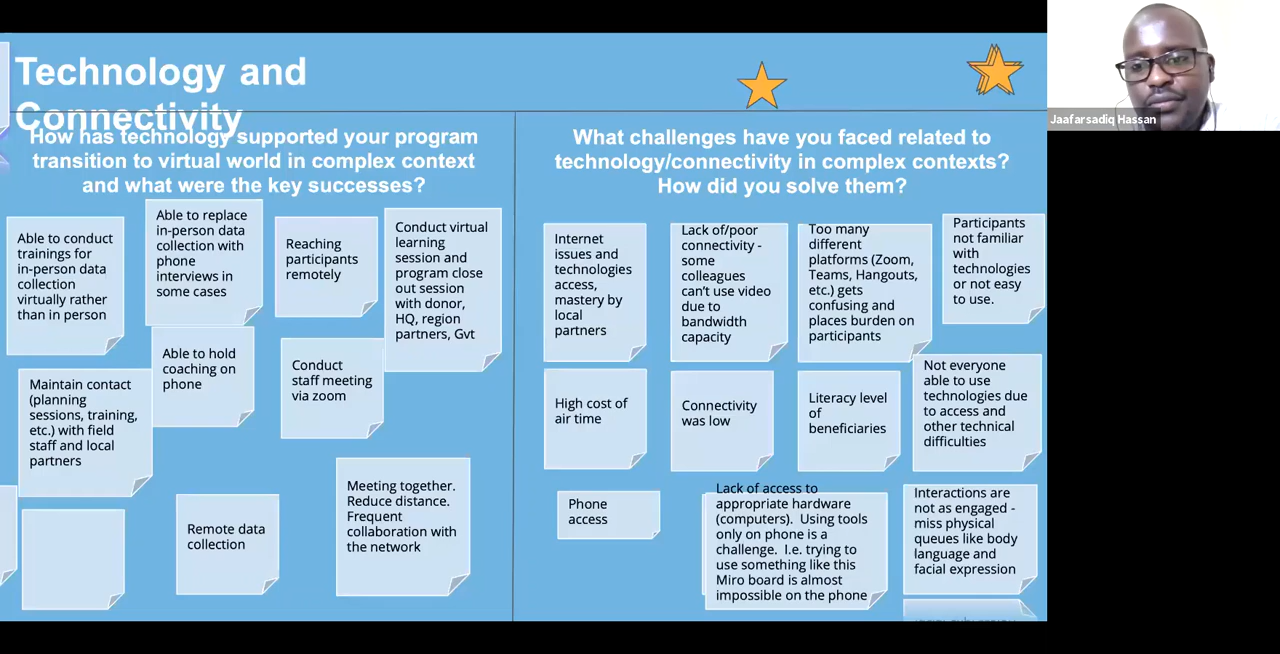 Technology and
Connectivity
How has technology supported your program
transition to virtual world in complex context
and what were the key successes?
Able to conduct
trainings for
in-person data
collection
virtually rather
than in person
Able to replace
in-person data
collection with
phone
interviews in
some cases
Reaching
participants
remotely
Conduct virtual
learning
session and
program close
out session
with donor,
HQ, region
partners, Gvt
Maintain contact
(planning
sessions, training,
etc.) with field
staff and local
partners
Able to hold
coaching on
phone
Conduct
staff meeting
via zoom
Remote data
collection
Meeting together.
Reduce distance.
Frequent
collaboration with
the network
What challenges have you faced related to
technology/connectivity in complex contexts?
How did you solve them?
Internet
issues and
technologies
access,
mastery by
local
partners
Lack of/poor
connectivity -
some
colleagues
can't use video
due to
bandwidth
capacity
Too many
different
platforms (Zoom,
Teams, Hangouts,
etc.) gets
confusing and
places burden on
participants
Participants
not familiar
with
technologies
or not easy
to use.
High cost of
air time
Connectivity
was low
Literacy level
of
beneficiaries
Not everyone
able to use
technologies due
to access and
other technical
difficulties
Phone
access
Lack of access to
appropriate hardware
(computers). Using tools
only on phone is a
challenge. I.e. trying to
use something like this
Miro board is almost
impossible on the phone
Interactions are
not as engaged -
miss physical
queues like body
language and
facial expression
Jaafarsadiq Hassan